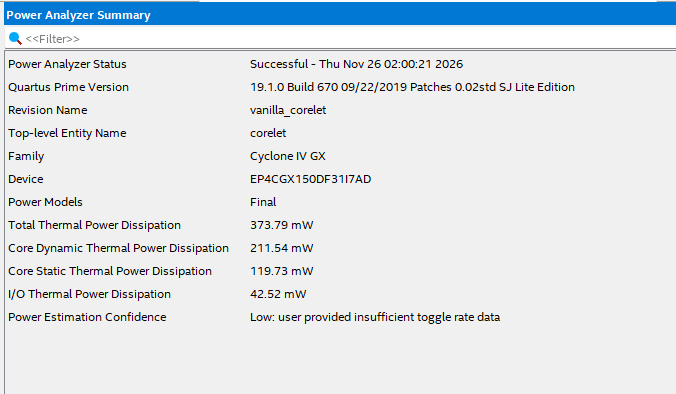 Power Analyzer Summary
<<Filter>>
Power Analyzer Status Successful - Thu Nov 26 02:00:21 2026
Quartus Prime Version 19.1.0 Build 670 09/22/2019 Patches 0.02std SJ Lite Edition
Revision Name vanilla_corelet
Top-level Entity Name corelet
Family Cyclone IV GX
Device EP4CGX150DF31I7AD
Power Models Final
Total Thermal Power Dissipation 373.79 mW
Core Dynamic Thermal Power Dissipation 211.54 mW
Core Static Thermal Power Dissipation 119.73 mW
I/O Thermal Power Dissipation 42.52 mW
Power Estimation Confidence Low: user provided insufficient toggle rate data